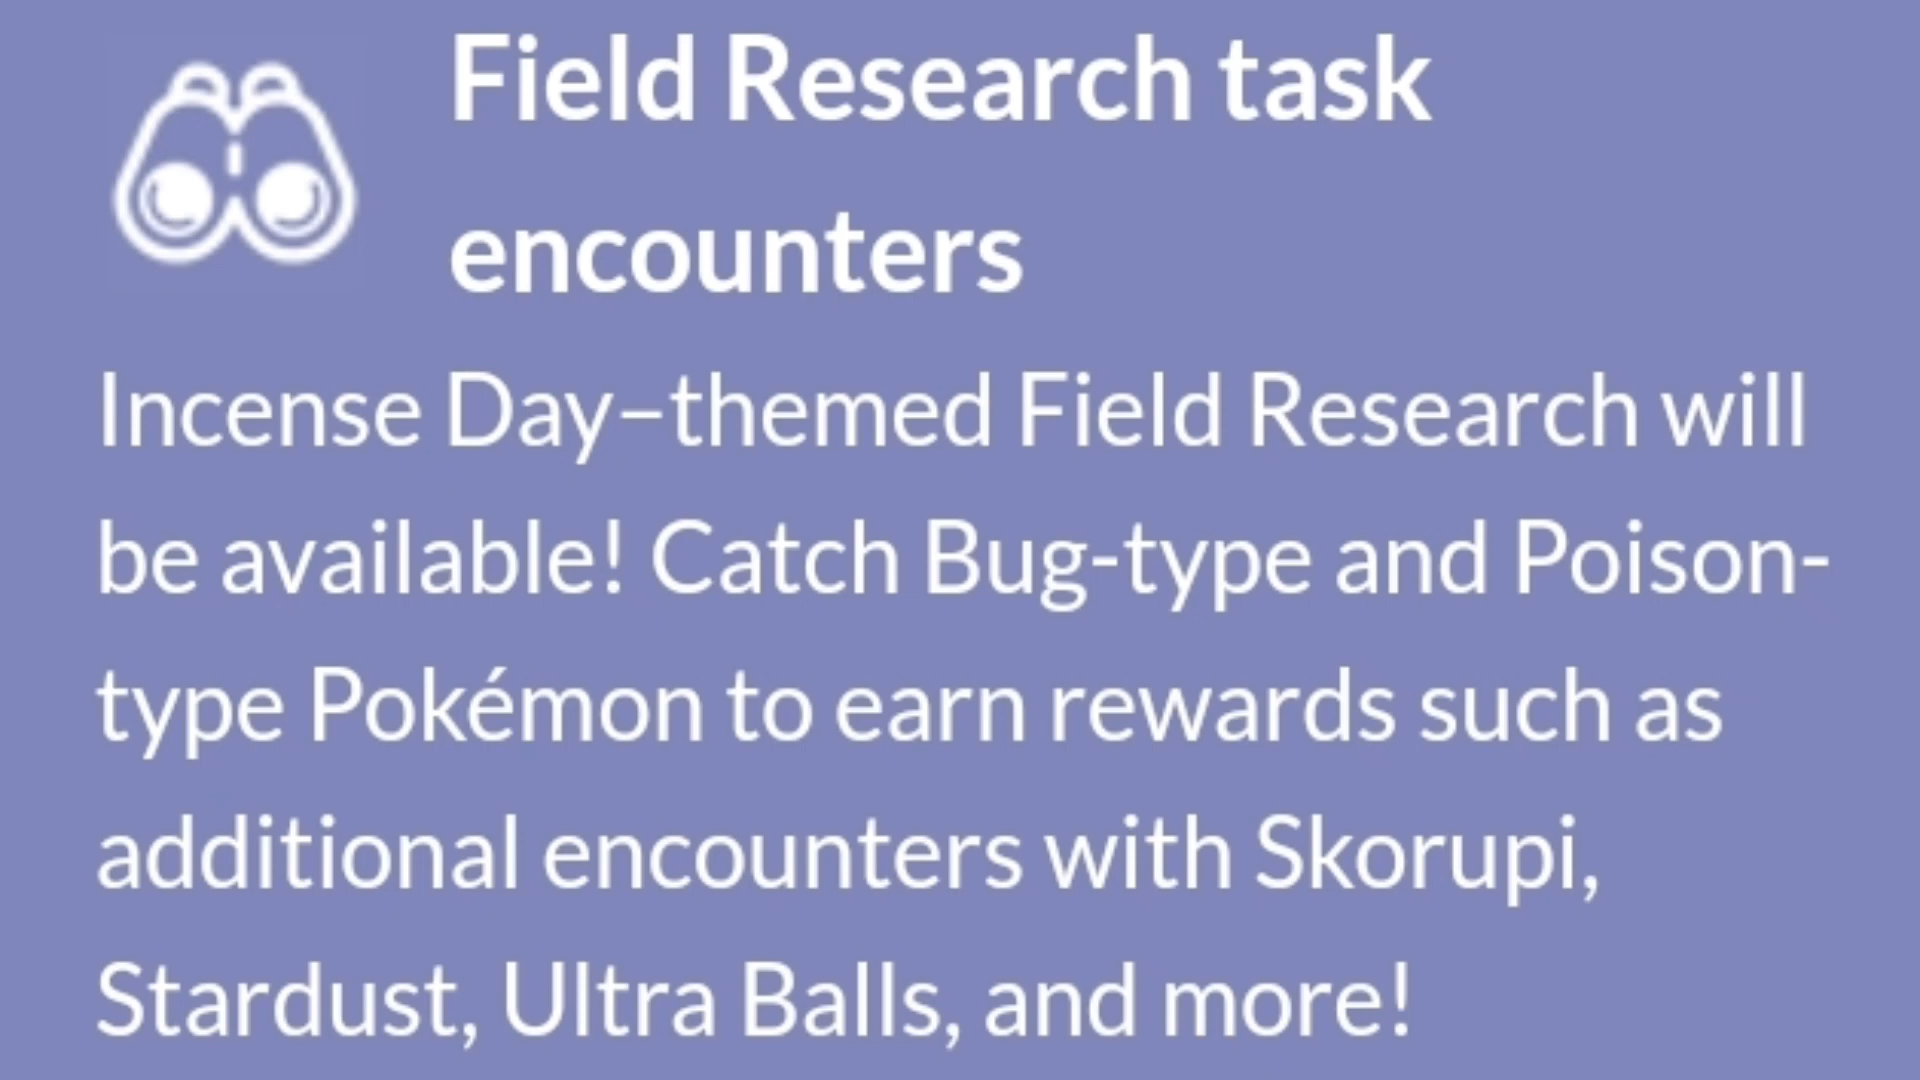 Field Research task
encounters
Incense Day–themed Field Research will
be available! Catch Bug-type and Poison-
type Pokémon to earn rewards such as
additional encounters with Skorupi,
Stardust, Ultra Balls, and more!